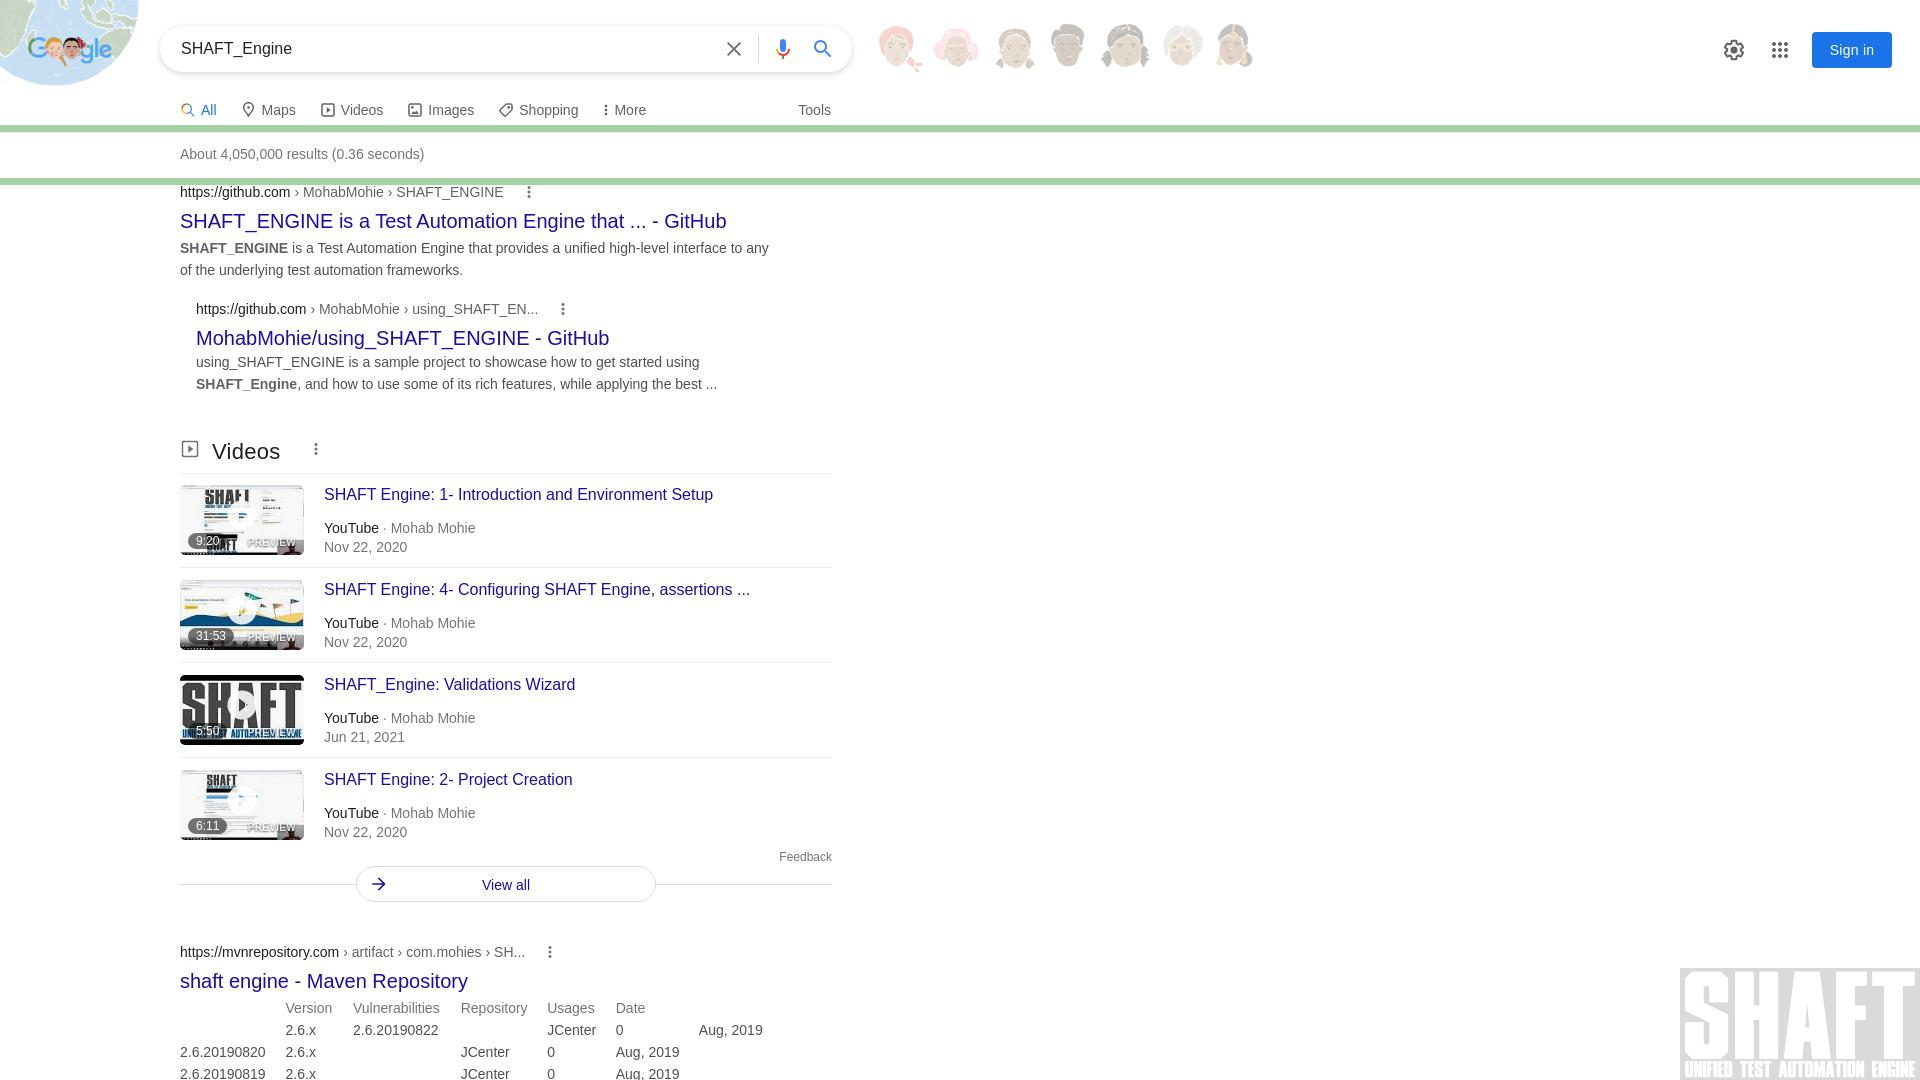 Google
SHAFT_Engine
Sign in
All
Maps
Videos
Images
Shopping
More
Tools
About 4,050,000 results (0.36 seconds)
https://github.com › MohabMohie › SHAFT_ENGINE
SHAFT_ENGINE is a Test Automation Engine that ... - GitHub
SHAFT_ENGINE is a Test Automation Engine that provides a unified high-level interface to any
of the underlying test automation frameworks.
https://github.com › MohabMohie › using_SHAFT_EN...
MohabMohie/using_SHAFT_ENGINE - GitHub
using_SHAFT_ENGINE is a sample project to showcase how to get started using
SHAFT_Engine, and how to use some of its rich features, while applying the best ...
Videos
SHAFT
9:20
PREVIEW
SHAFT Engine: 1- Introduction and Environment Setup
YouTube · Mohab Mohie
Nov 22, 2020
31:53
PREVIEW
SHAFT Engine: 4- Configuring SHAFT Engine, assertions ...
YouTube · Mohab Mohie
Nov 22, 2020
SHAFT
5:50
PREVIEW
UNIFIED TEST AUTOMATION ENGINE
SHAFT_Engine: Validations Wizard
YouTube · Mohab Mohie
Jun 21, 2021
SHAFT
6:11
PREVIEW
SHAFT Engine: 2- Project Creation
YouTube · Mohab Mohie
Nov 22, 2020
Feedback
View all
https://mvnrepository.com › artifact › com.mohies › SH...
shaft engine - Maven Repository
Version Vulnerabilities Repository Usages Date
2.6.x 2.6.20190822 JCenter 0 Aug, 2019
2.6.20190820 2.6.x JCenter 0 Aug, 2019
2.6.20190819 2.6.x JCenter 0 Aug, 2019
SHAFT
UNIFIED TEST AUTOMATION ENGINE